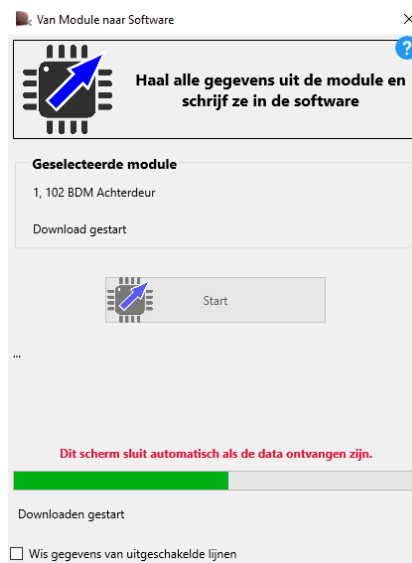 Van Module naar Software
?
Haal alle gegevens uit de module en
schrijf ze in de software
Geselecteerde module
1, 102 BDM Achterdeur
Download gestart
Start
...
Dit scherm sluit automatisch als de data ontvangen zijn.
Downloaden gestart
Wis gegevens van uitgeschakelde lijnen